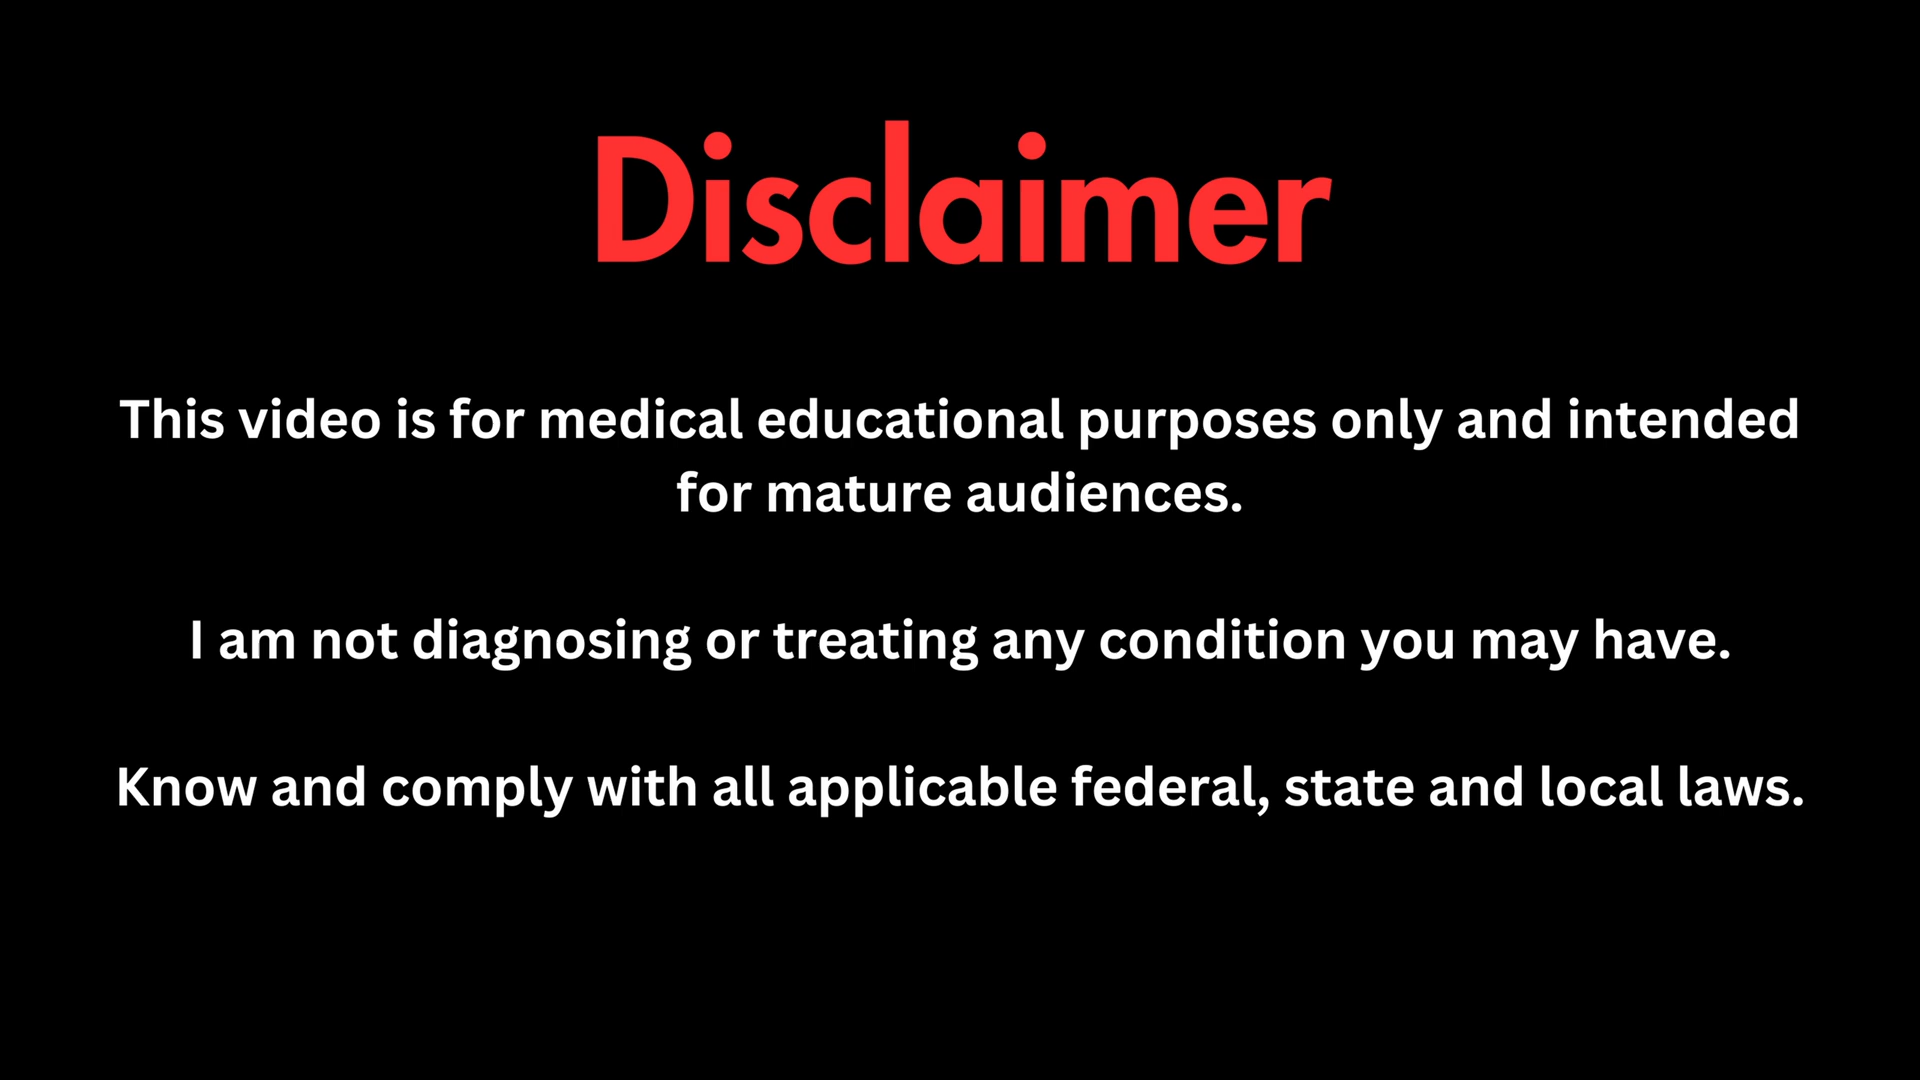 Disclaimer
This video is for medical educational purposes only and intended
for mature audiences.
I am not diagnosing or treating any condition you may have.
Know and comply with all applicable federal, state and local laws.